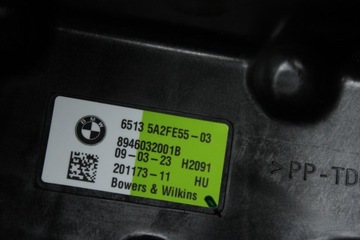 BMW
6513 5A2FE55-03
8946032001B
09-03-23 H2091
201173-11 HU
Bowers & Wilkins
>PP-TD